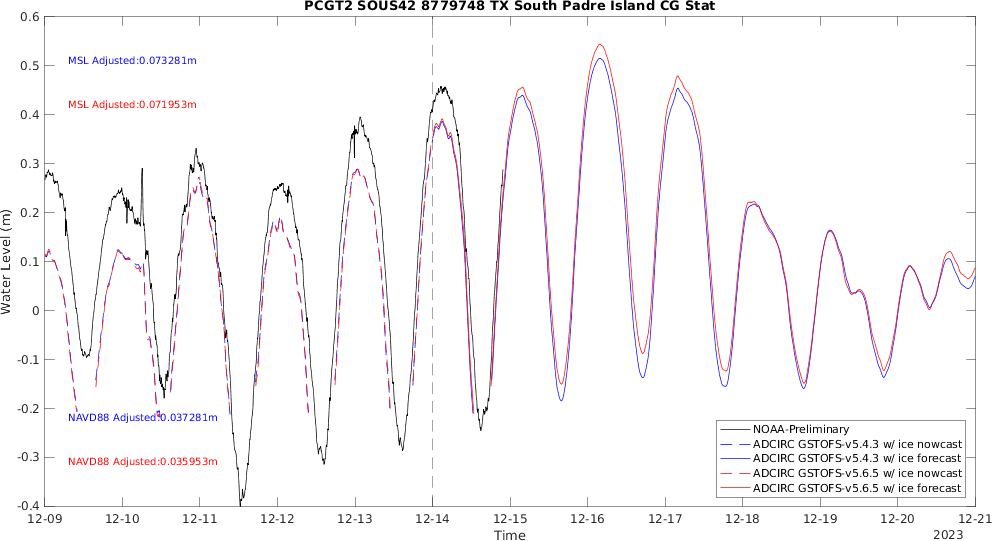 PCGT2 SOUS42 8779748 TX South Padre Island CG Stat
Water Level (m)
0.6
0.5
0.4
0.3
0.2
0.1
0
-0.1
-0.2
-0.3
-0.4
MSL Adjusted:0.073281m
MSL Adjusted:0.071953m
NAVD88 Adjusted:0.037281m
NAVD88 Adjusted:0.035953m
NOAA-Preliminary
ADCIRC GSTOFS-v5.4.3 w/ ice nowcast
ADCIRC GSTOFS-v5.4.3 w/ ice forecast
ADCIRC GSTOFS-v5.6.5 w/ ice nowcast
ADCIRC GSTOFS-v5.6.5 w/ ice forecast
12-09 12-10 12-11 12-12 12-13 12-14 12-15 12-16 12-17 12-18 12-19 12-20 12-21
Time
2023